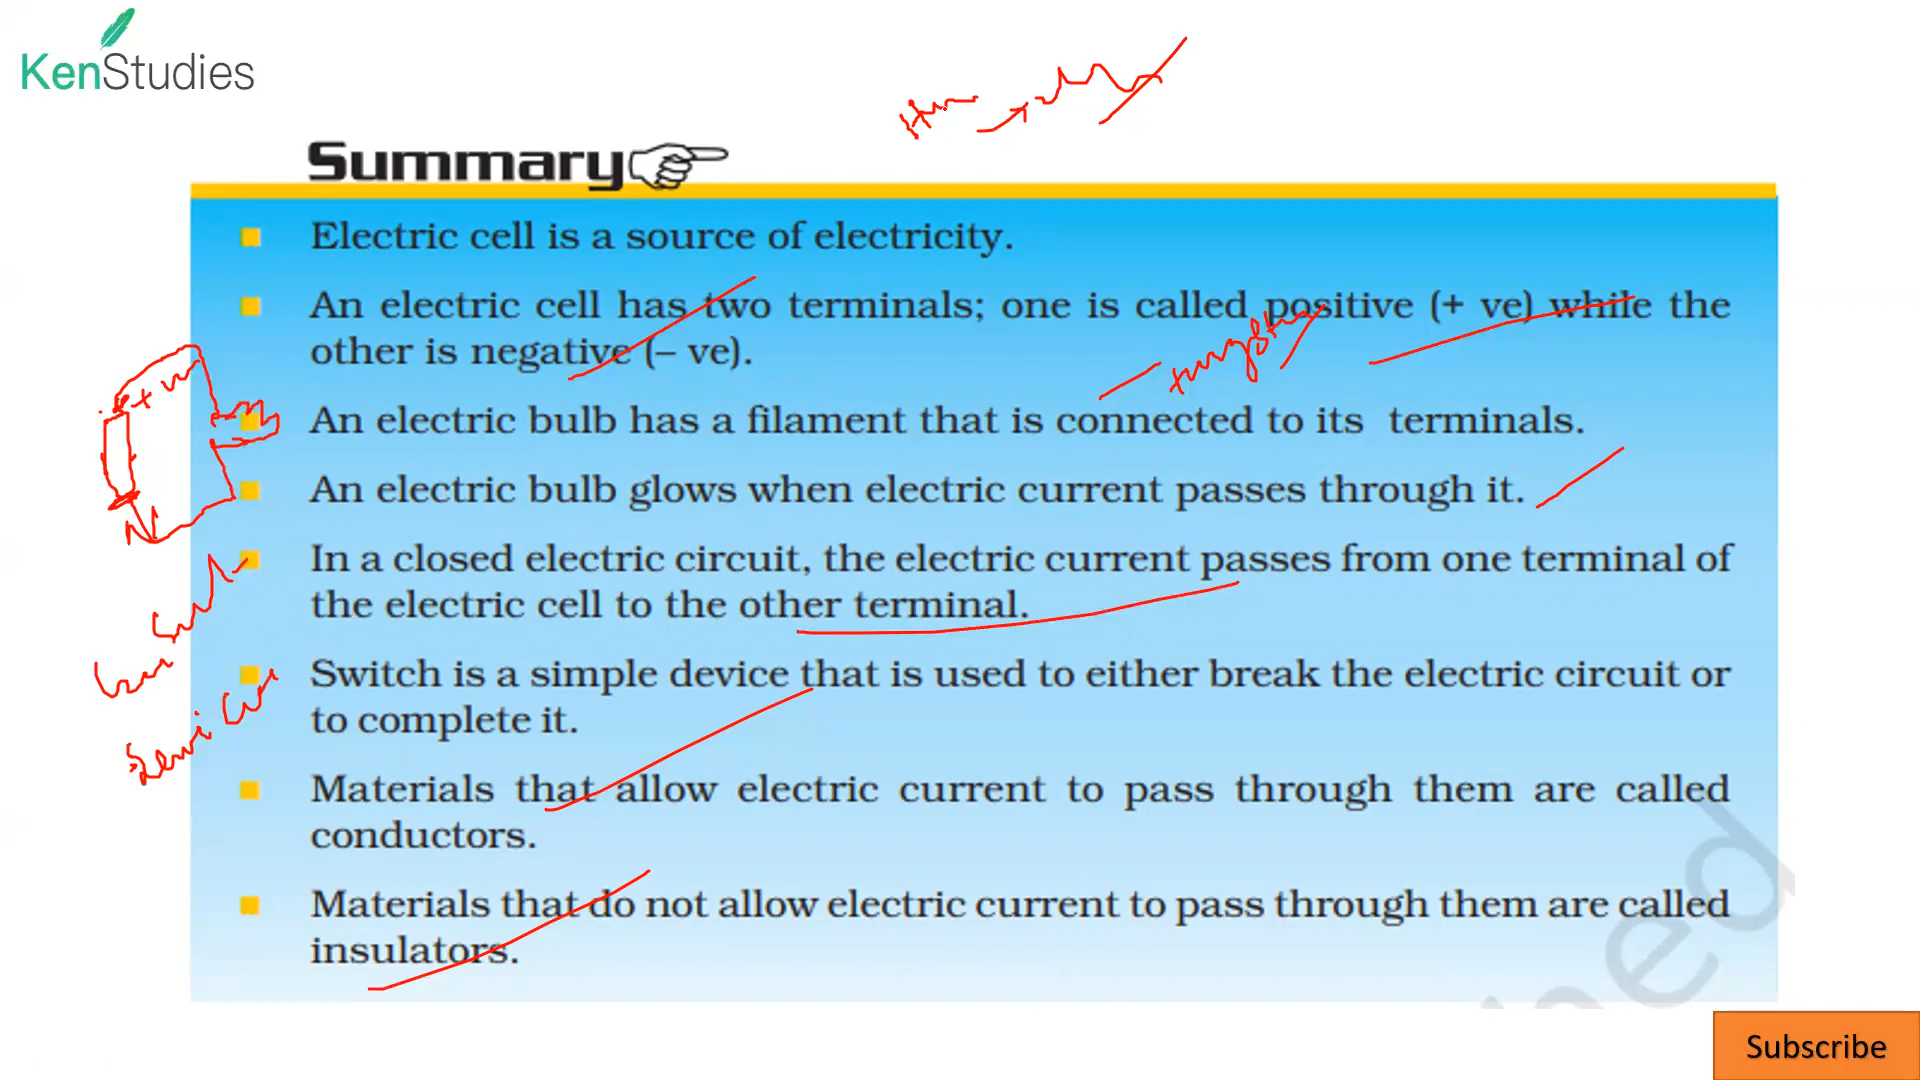 KenStudies
Summary
Electric cell is a source of electricity.
An electric cell has two terminals; one is called positive (+ ve) while the
other is negative (– ve).
An electric bulb has a filament that is connected to its terminals.
An electric bulb glows when electric current passes through it.
In a closed electric circuit, the electric current passes from one terminal of
the electric cell to the other terminal.
Switch is a simple device that is used to either break the electric circuit or
to complete it.
Materials that allow electric current to pass through them are called
conductors.
Materials that do not allow electric current to pass through them are called
insulators.
Subscribe